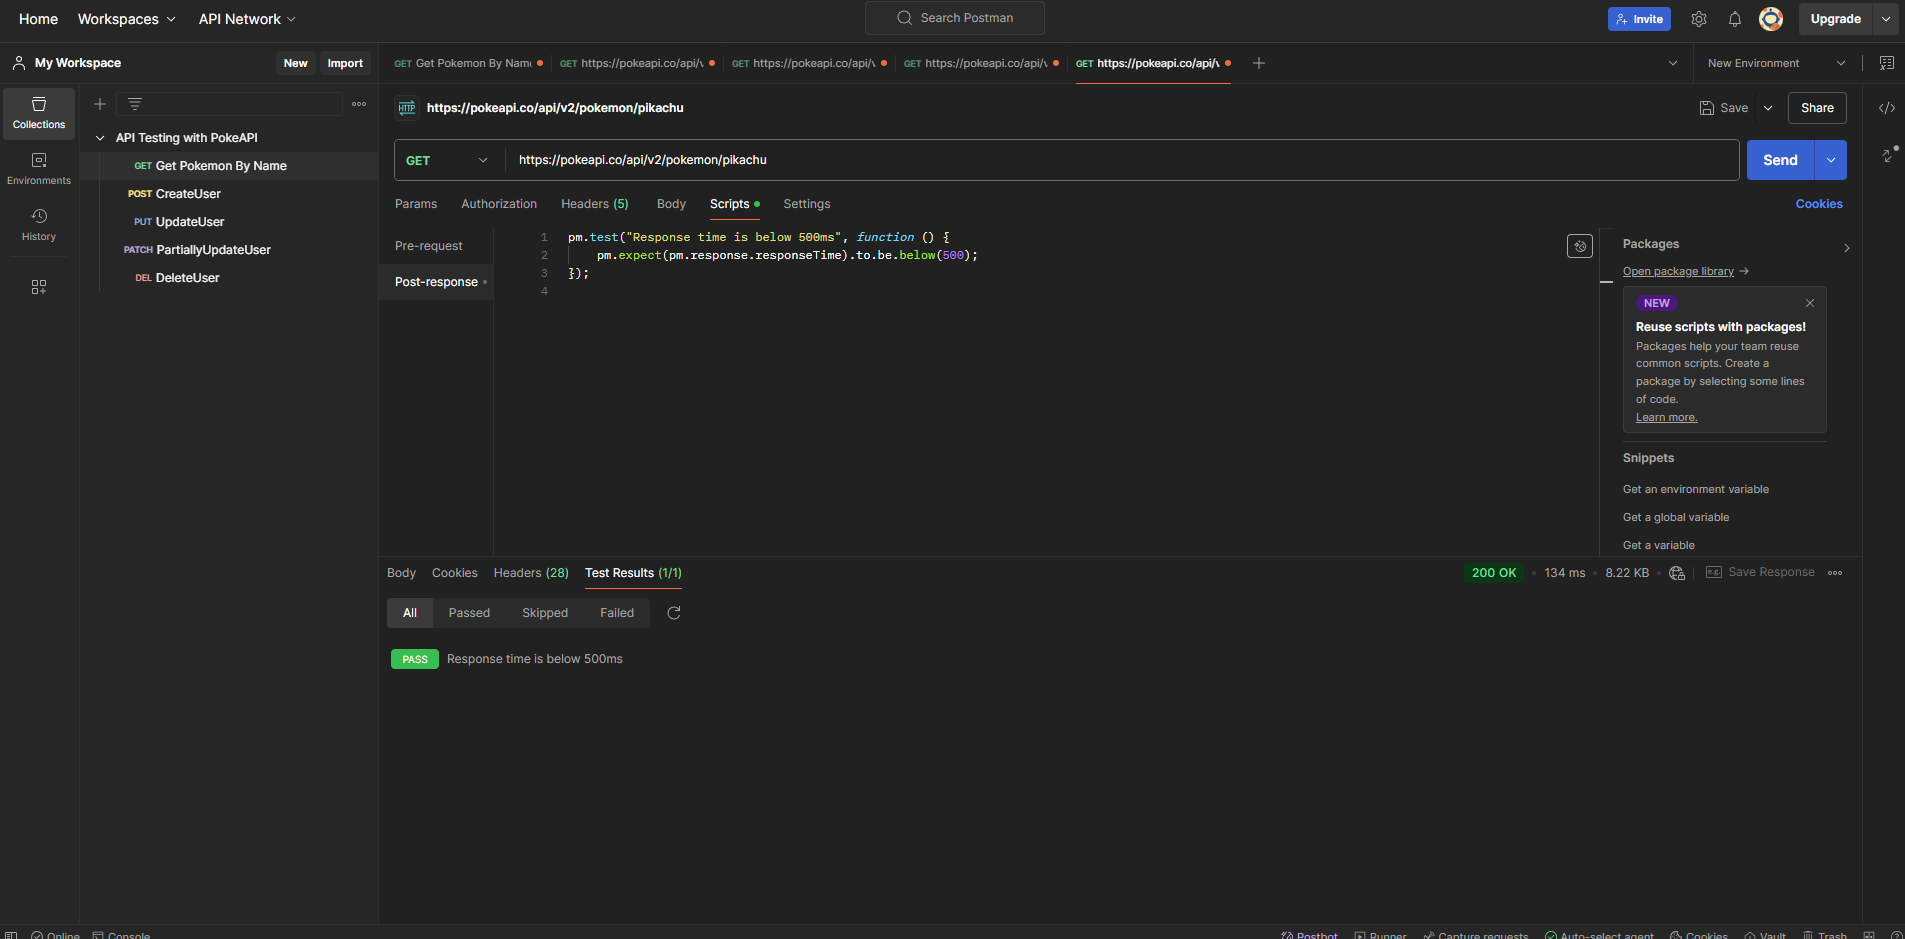 Home Workspaces API Network Search Postman Invite Upgrade
My Workspace New Import
GET Get Pokemon By Nam GET https://pokeapi.co/api/v GET https://pokeapi.co/api/v GET https://pokeapi.co/api/v GET https://pokeapi.co/api/v New Environment
Collections
Environments
History
API Testing with PokeAPI
GET Get Pokemon By Name
POST CreateUser
PUT UpdateUser
PATCH PartiallyUpdateUser
DEL DeleteUser
HTTP https://pokeapi.co/api/v2/pokemon/pikachu Save Share
GET https://pokeapi.co/api/v2/pokemon/pikachu Send
Params Authorization Headers (5) Body Scripts Settings Cookies
Pre-request
Post-response
1 pm.test("Response time is below 500ms", function () {
2 pm.expect(pm.response.responseTime).to.be.below(500);
3 });
4
Packages
Open package library →
NEW
Reuse scripts with packages!
Packages help your team reuse
common scripts. Create a
package by selecting some lines
of code.
Learn more.
Snippets
Get an environment variable
Get a global variable
Get a variable
Body Cookies Headers (28) Test Results (1/1) 200 OK • 134 ms • 8.22 KB • e.g. Save Response
All Passed Skipped Failed
PASS Response time is below 500ms
Online Console Postbot Runner Capture requests Auto-select agent Cookies Vault Trash